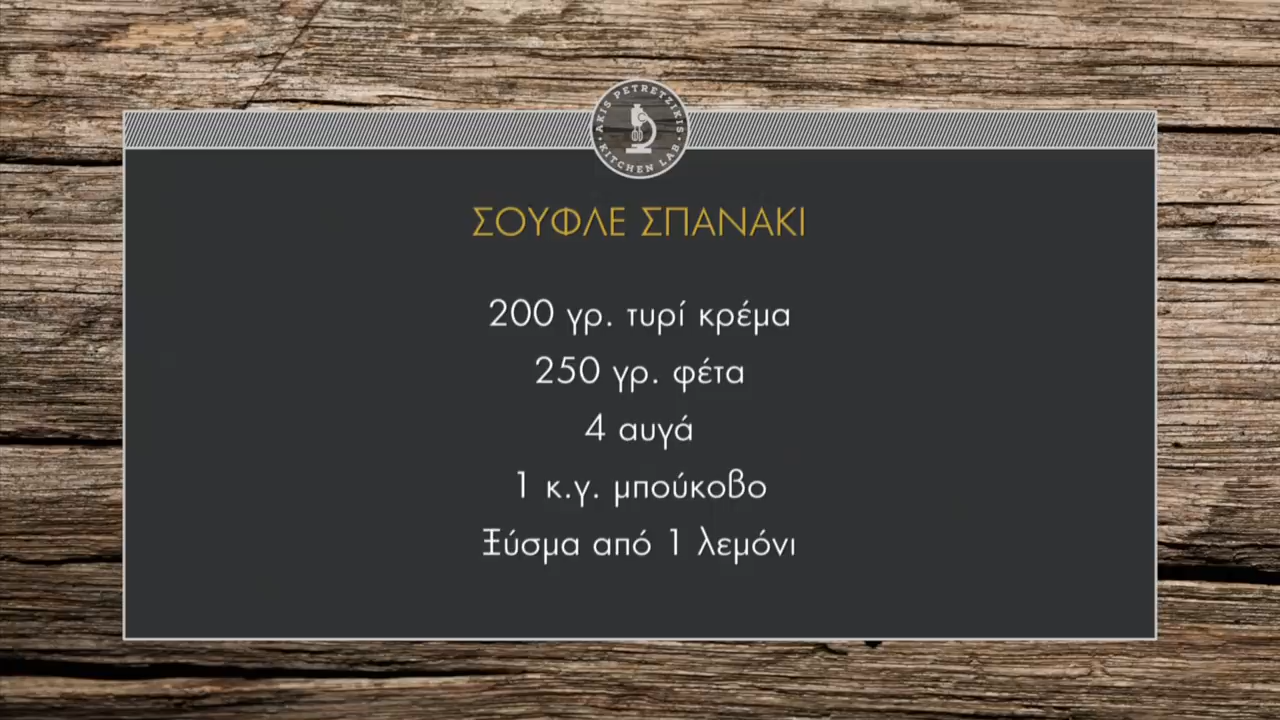 AKIS PETRETZIKIS
KITCHEN LAB
ΣΟΥΦΛΕ ΣΠΑΝΑΚΙ
200 γρ. τυρί κρέμα
250 γρ. φέτα
4 αυγά
1 κ.γ. μπούκοβο
Ξύσμα από 1 λεμόνι